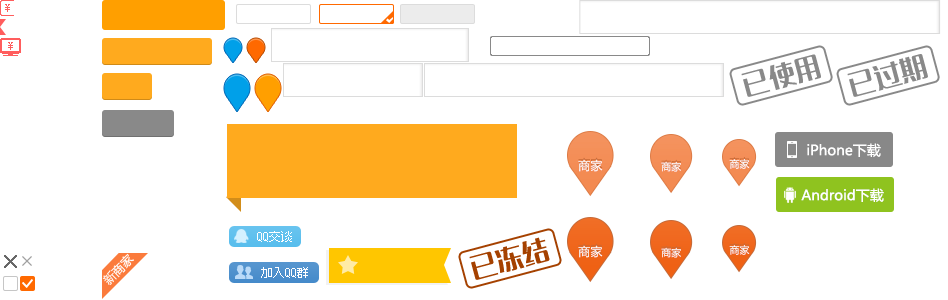 ¥
¥
已使用
已过期
商家
商家
商家
iPhone下载
Android下载
QQ交谈
加入QQ群
新商家
已冻结
商家
商家
商家